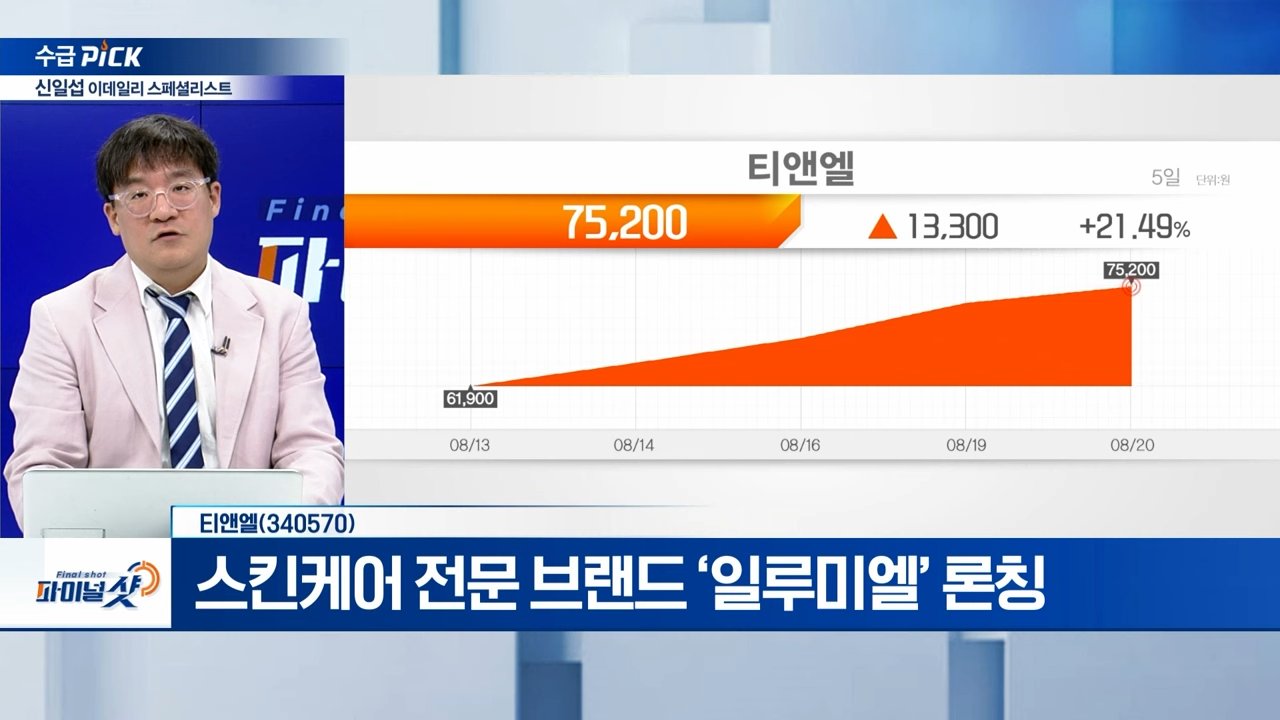 수급 PiCK
신일섭 이데일리 스페셜리스트
Fina
파이
티앤엘
5일 단위:원
75,200 ▲ 13,300 +21.49%
75,200
61,900
08/13 08/14 08/16 08/19 08/20
티앤엘(340570)
Final shot
파이널샷
스킨케어 전문 브랜드 ‘일루미엘’ 론칭